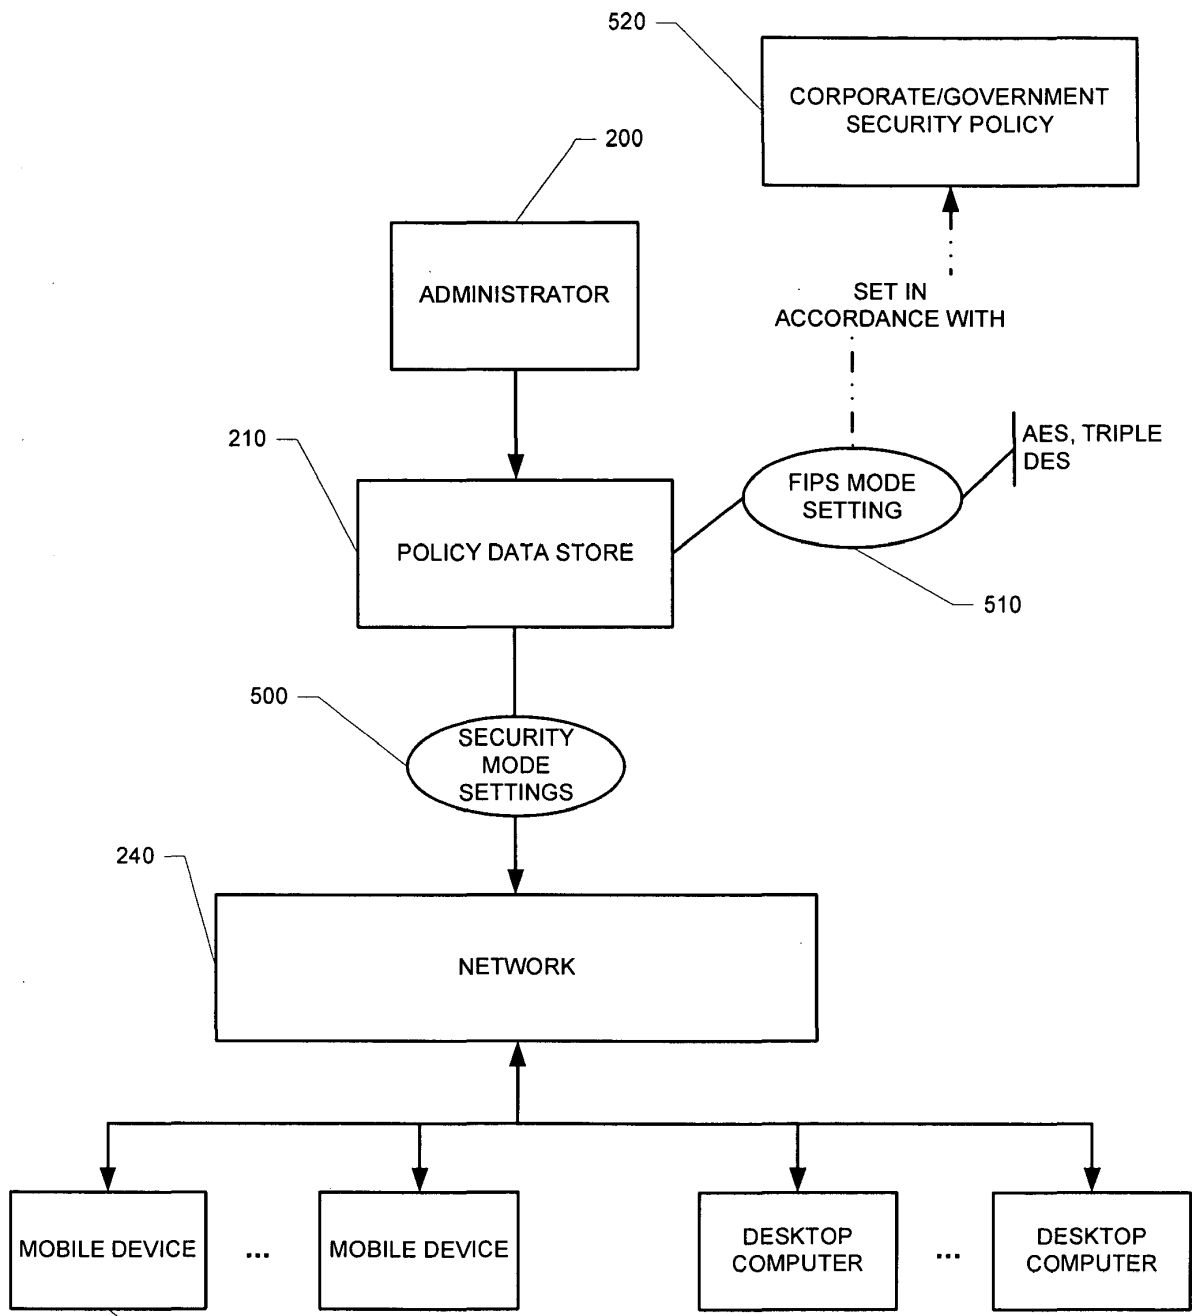 520
CORPORATE/GOVERNMENT
SECURITY POLICY
200
ADMINISTRATOR
SET IN
ACCORDANCE WITH
210
AES, TRIPLE
DES
FIPS MODE
SETTING
POLICY DATA STORE
510
500
SECURITY
MODE
SETTINGS
240
NETWORK
MOBILE DEVICE
...
MOBILE DEVICE
DESKTOP
COMPUTER
...
DESKTOP
COMPUTER